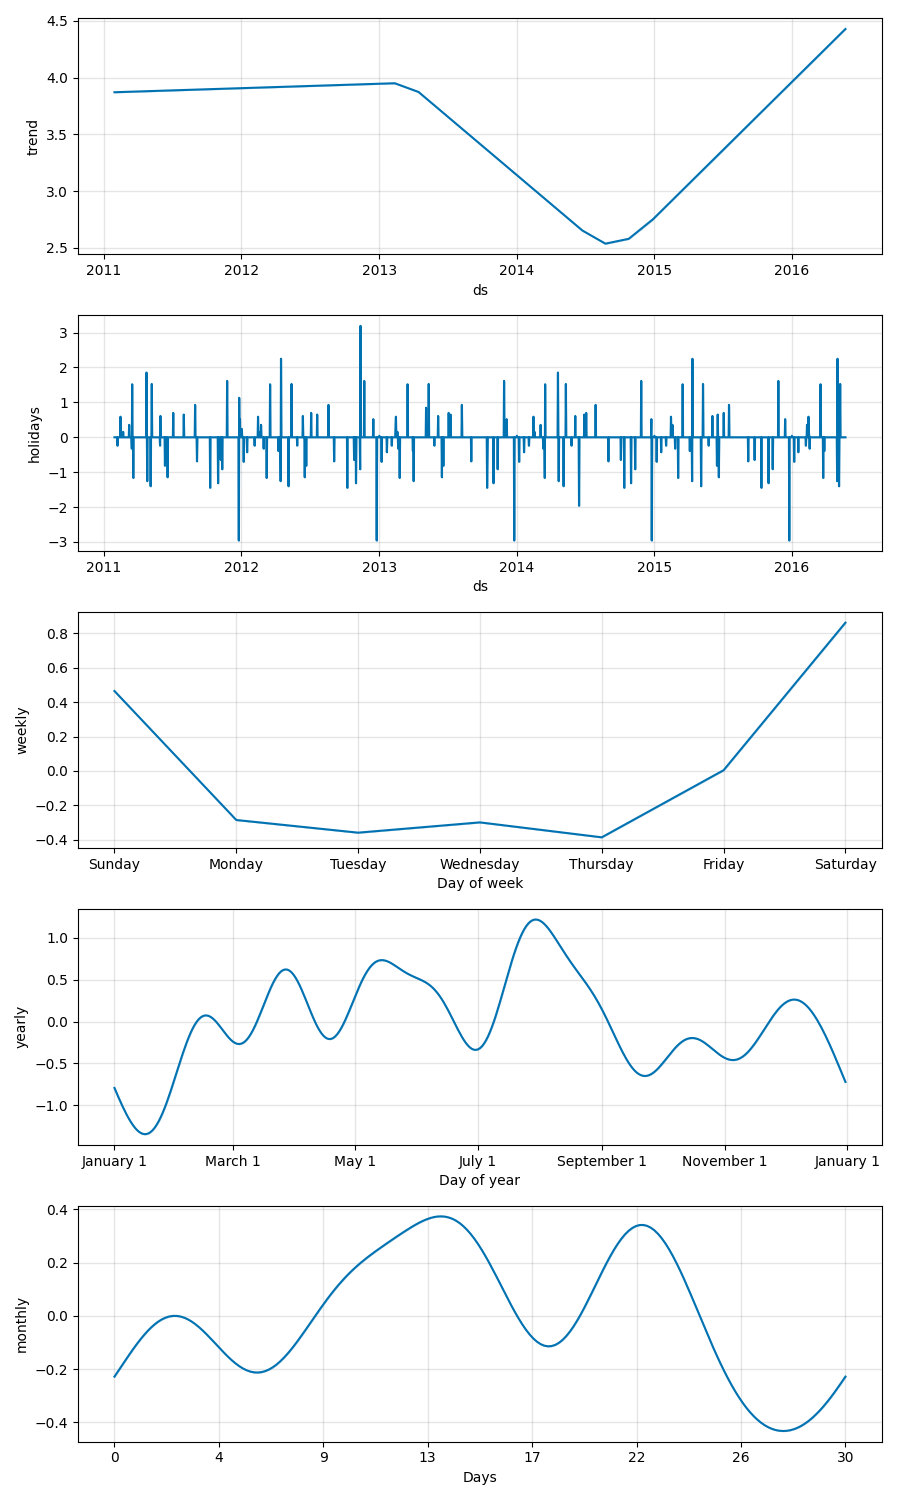 4.5
4.0
3.5
3.0
2.5
trend
2011 2012 2013 2014 2015 2016
ds
3
2
1
0
−1
−2
−3
holidays
2011 2012 2013 2014 2015 2016
ds
0.8
0.6
0.4
0.2
0.0
−0.2
−0.4
weekly
Sunday Monday Tuesday Wednesday Thursday Friday Saturday
Day of week
1.0
0.5
0.0
−0.5
−1.0
yearly
January 1 March 1 May 1 July 1 September 1 November 1 January 1
Day of year
0.4
0.2
0.0
−0.2
−0.4
monthly
0 4 9 13 17 22 26 30
Days